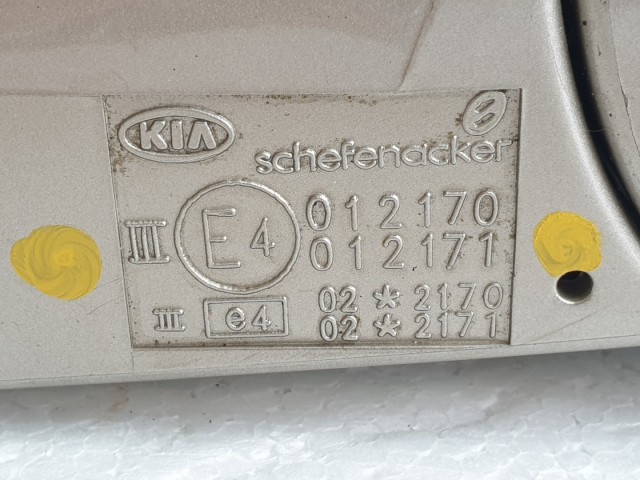 KIA
schefenacker
III E4 012170
012171
III e4 02*2170
02*2171